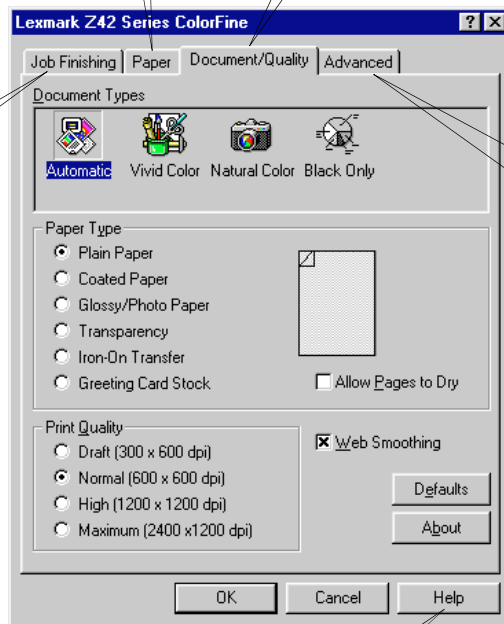 Lexmark Z42 Series ColorFine
Job Finishing Paper Document/Quality Advanced
Document Types
Automatic Vivid Color Natural Color Black Only
Paper Type
Plain Paper
Coated Paper
Glossy/Photo Paper
Transparency
Iron-On Transfer
Greeting Card Stock
Allow Pages to Dry
Print Quality
Draft (300 x 600 dpi)
Normal (600 x 600 dpi)
High (1200 x 1200 dpi)
Maximum (2400 x1200 dpi)
Web Smoothing
Defaults
About
OK Cancel Help